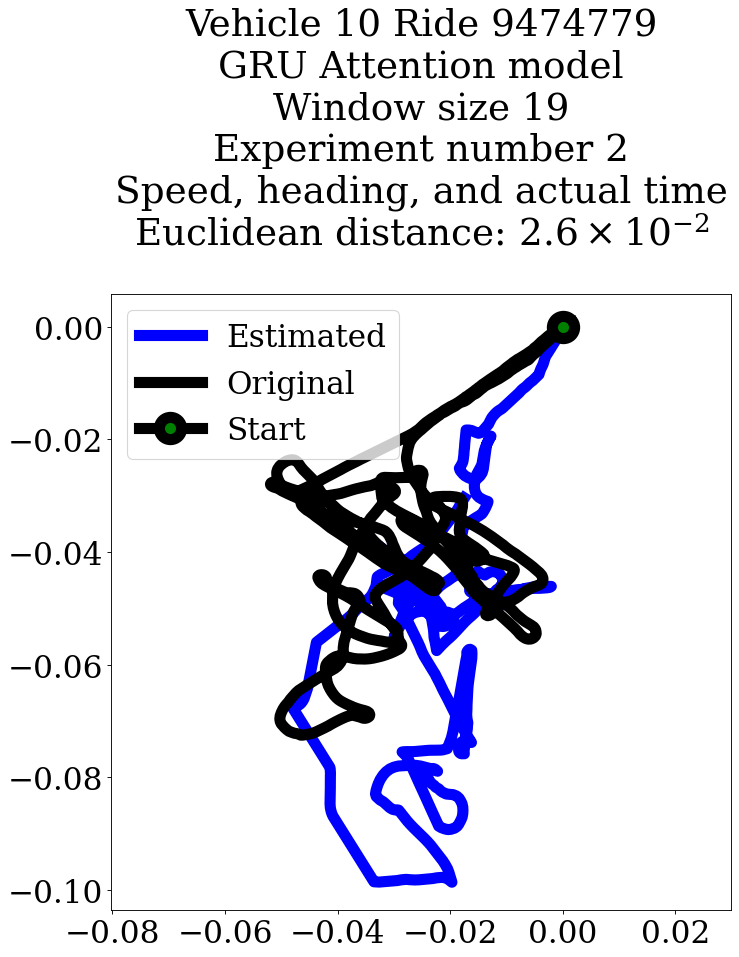 Vehicle 10 Ride 9474779
GRU Attention model
Window size 19
Experiment number 2
Speed, heading, and actual time
Euclidean distance: 2.6 × 10⁻²
Estimated
Original
Start
0.00
−0.02
−0.04
−0.06
−0.08
−0.10
−0.08 −0.06 −0.04 −0.02 0.00 0.02